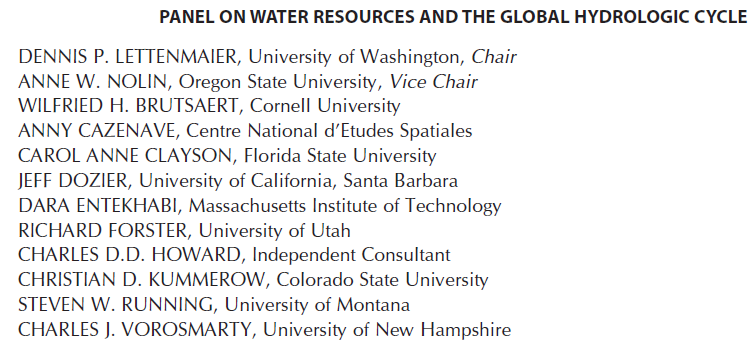 PANEL ON WATER RESOURCES AND THE GLOBAL HYDROLOGIC CYCLE
DENNIS P. LETTENMAIER, University of Washington, Chair
ANNE W. NOLIN, Oregon State University, Vice Chair
WILFRIED H. BRUTSAERT, Cornell University
ANNY CAZENAVE, Centre National d’Etudes Spatiales
CAROL ANNE CLAYSON, Florida State University
JEFF DOZIER, University of California, Santa Barbara
DARA ENTEKHABI, Massachusetts Institute of Technology
RICHARD FORSTER, University of Utah
CHARLES D.D. HOWARD, Independent Consultant
CHRISTIAN D. KUMMEROW, Colorado State University
STEVEN W. RUNNING, University of Montana
CHARLES J. VOROSMARTY, University of New Hampshire